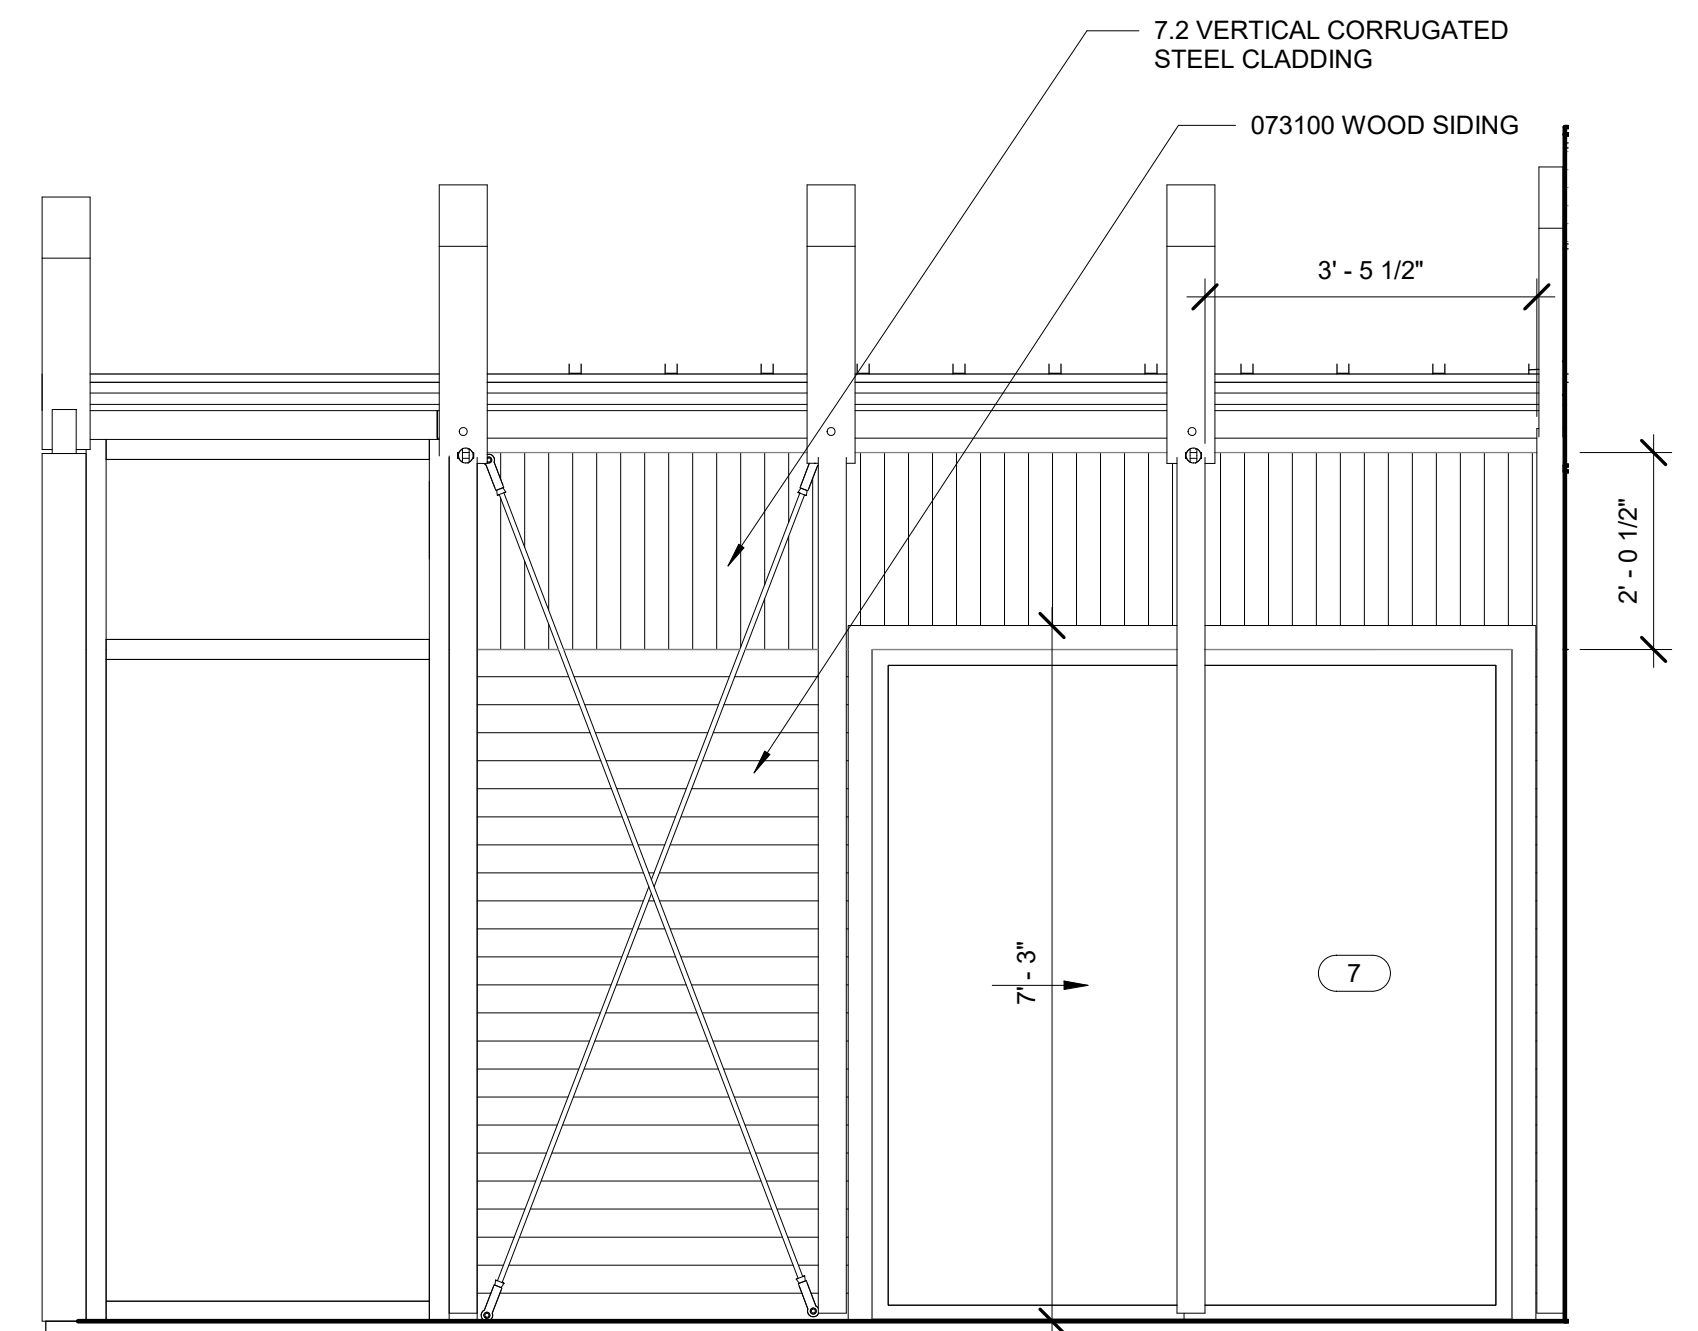 7.2 VERTICAL CORRUGATED
STEEL CLADDING
073100 WOOD SIDING
3' - 5 1/2"
2' - 0 1/2"
7' - 3"
7